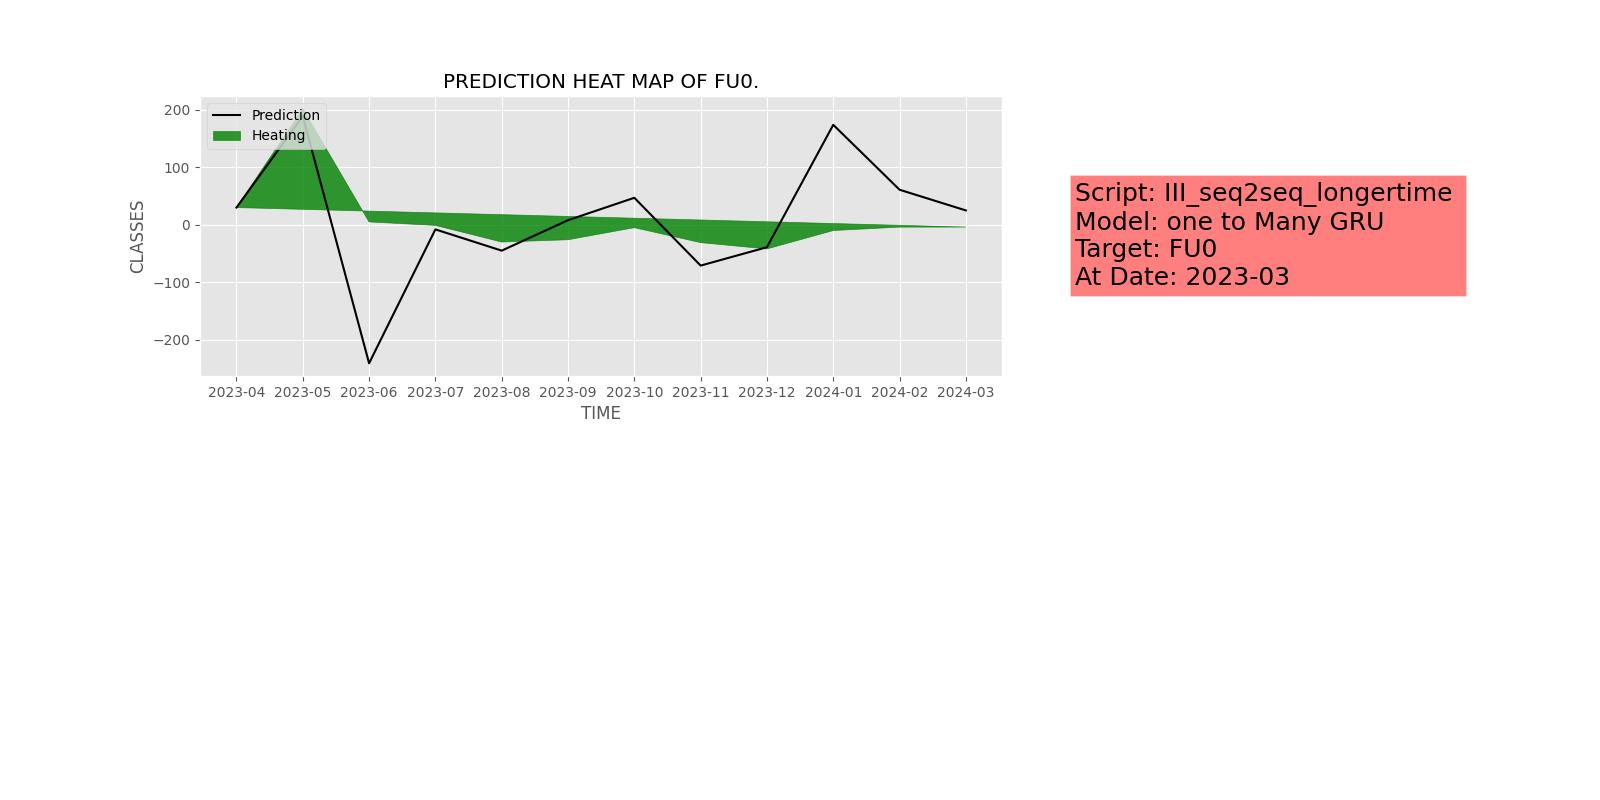 PREDICTION HEAT MAP OF FU0.
Prediction
Heating
200
100
0
−100
−200
CLASSES
2023-04 2023-05 2023-06 2023-07 2023-08 2023-09 2023-10 2023-11 2023-12 2024-01 2024-02 2024-03
TIME
Script: III_seq2seq_longertime
Model: one to Many GRU
Target: FU0
At Date: 2023-03